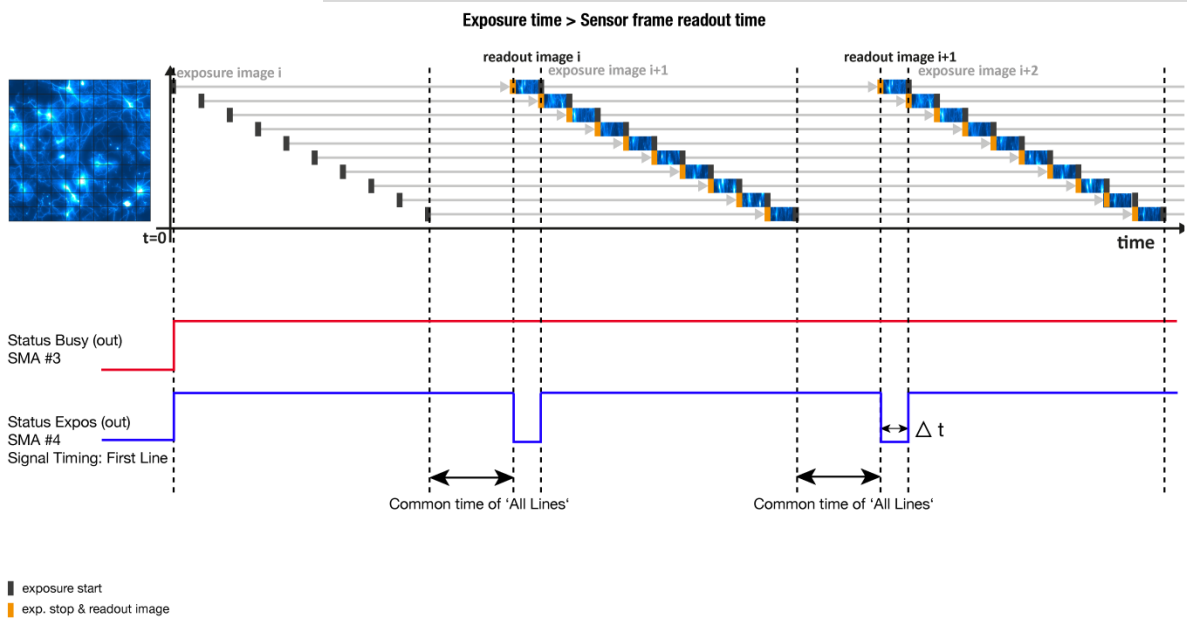 Exposure time > Sensor frame readout time
readout image i
readout image i+1
exposure image i
exposure image i+1
exposure image i+2
t=0
time
Status Busy (out)
SMA #3
Status Expos (out)
SMA #4
Signal Timing: First Line
Δ t
Common time of 'All Lines'
Common time of 'All Lines'
exposure start
exp. stop & readout image